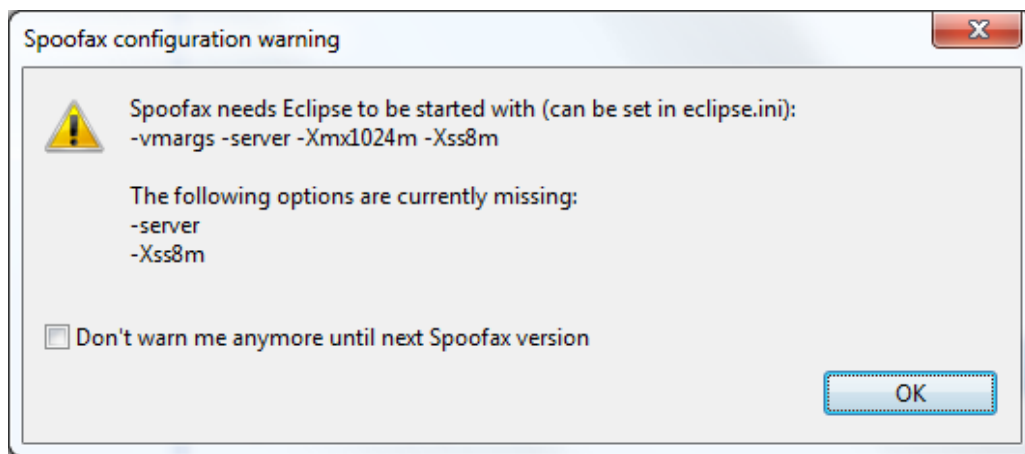 Spoofax configuration warning
Spoofax needs Eclipse to be started with (can be set in eclipse.ini):
-vmargs -server -Xmx1024m -Xss8m
The following options are currently missing:
-server
-Xss8m
Don't warn me anymore until next Spoofax version
OK